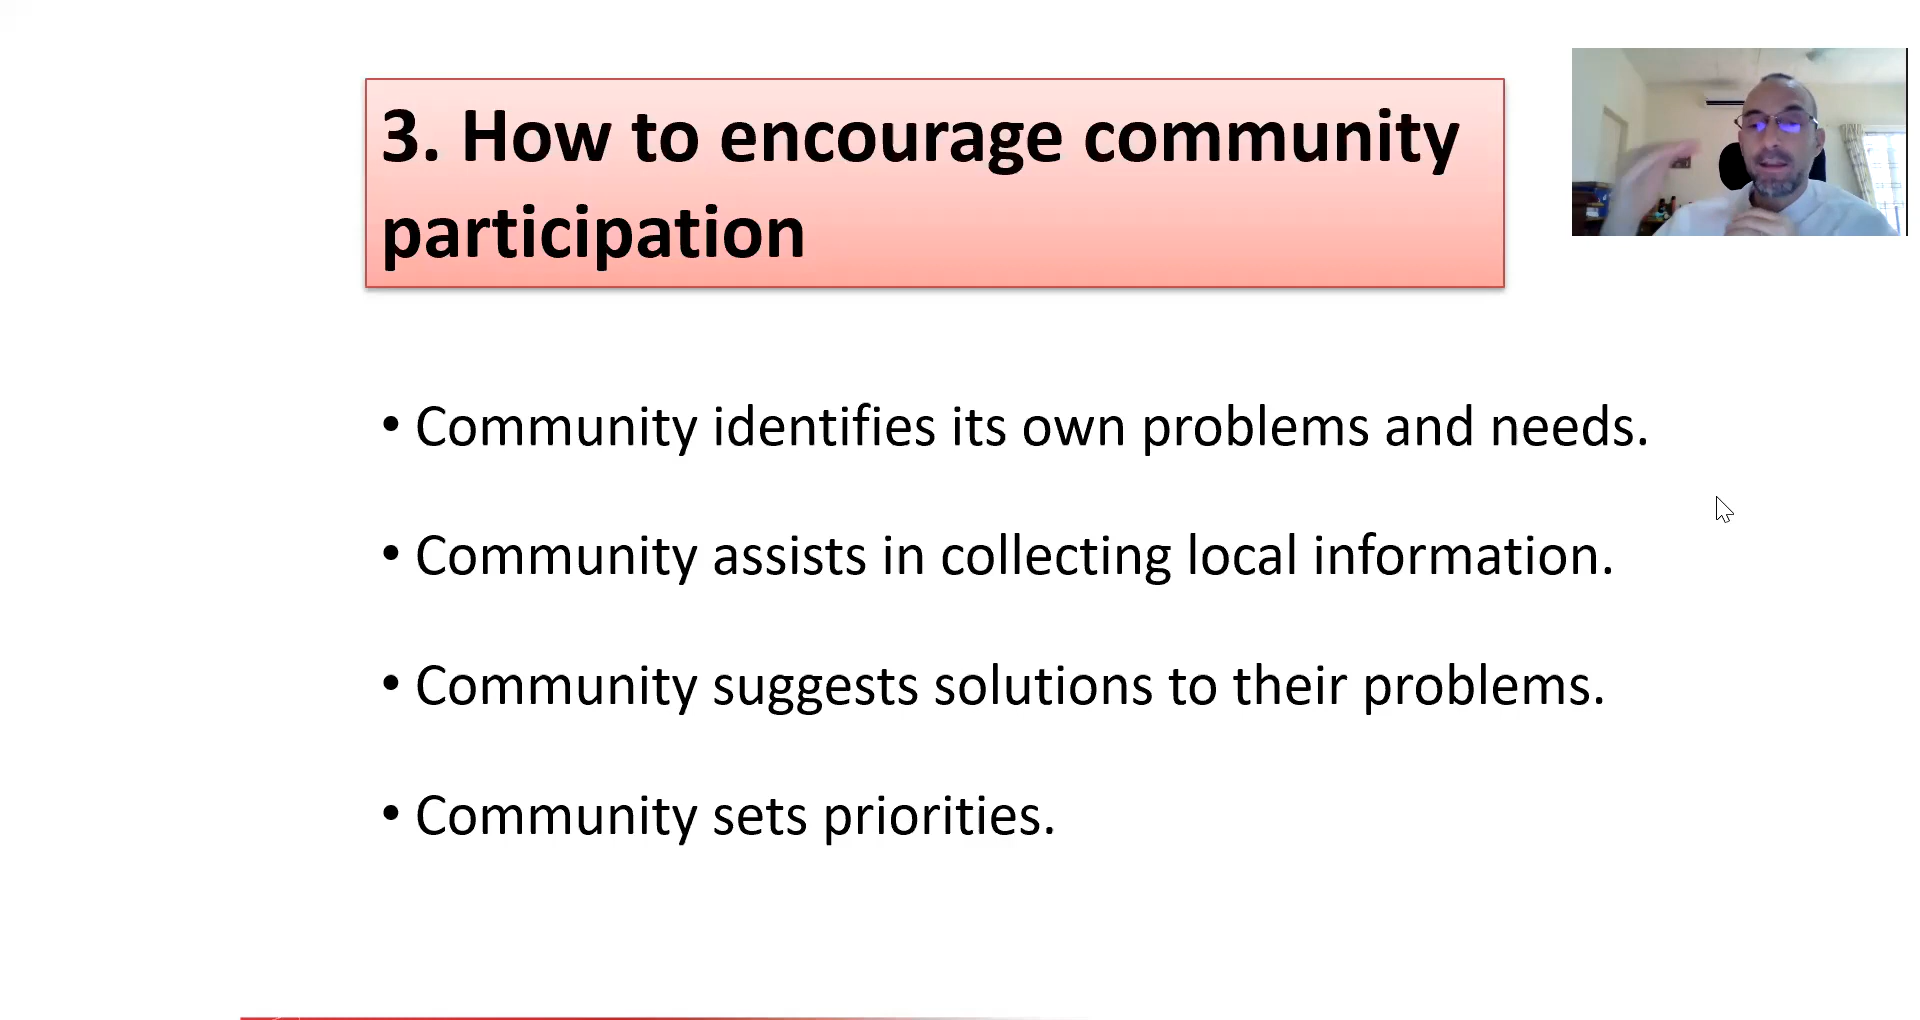 3. How to encourage community
participation
• Community identifies its own problems and needs.
• Community assists in collecting local information.
• Community suggests solutions to their problems.
• Community sets priorities.